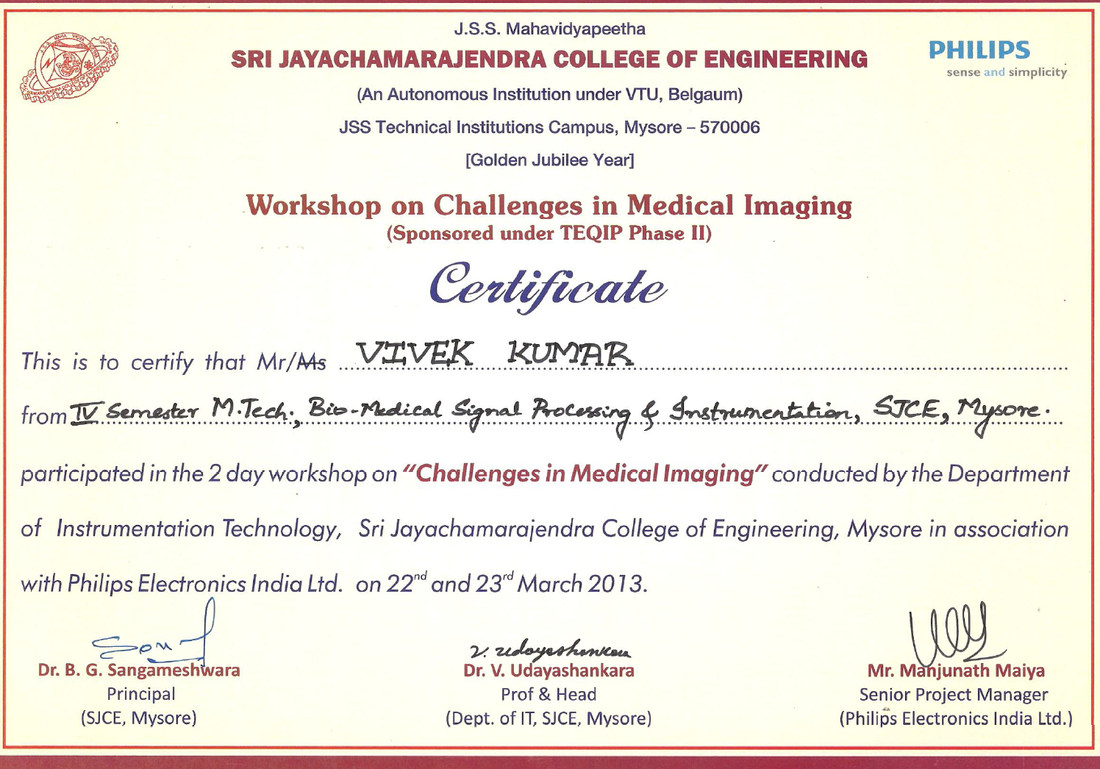 J.S.S. Mahavidyapeetha
SRI JAYACHAMARAJENDRA COLLEGE OF ENGINEERING
PHILIPS
sense and simplicity
(An Autonomous Institution under VTU, Belgaum)
JSS Technical Institutions Campus, Mysore – 570006
[Golden Jubilee Year]
Workshop on Challenges in Medical Imaging
(Sponsored under TEQIP Phase II)
Certificate
This is to certify that Mr/Ms VIVEK KUMAR
from IV Semester M.Tech., Bio-Medical Signal Processing & Instrumentation, SJCE, Mysore.
participated in the 2 day workshop on "Challenges in Medical Imaging" conducted by the Department
of Instrumentation Technology, Sri Jayachamarajendra College of Engineering, Mysore in association
with Philips Electronics India Ltd. on 22nd and 23rd March 2013.
V. Udayashankara
Dr. B. G. Sangameshwara
Principal
(SJCE, Mysore)
Dr. V. Udayashankara
Prof & Head
(Dept. of IT, SJCE, Mysore)
Mr. Manjunath Maiya
Senior Project Manager
(Philips Electronics India Ltd.)